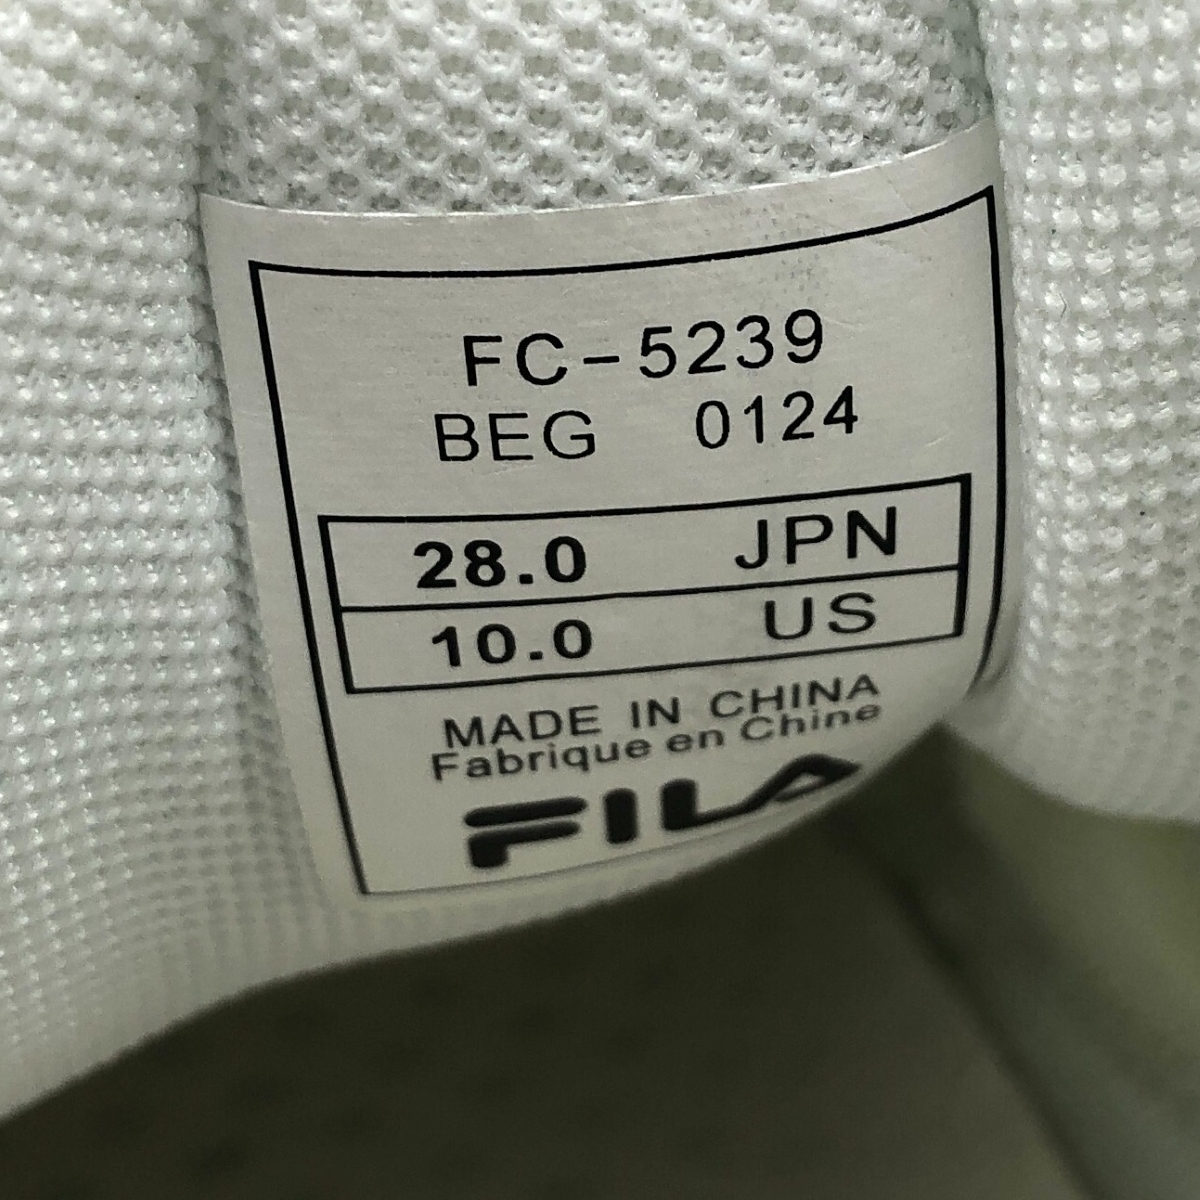 FC-5239
BEG 0124
28.0 JPN
10.0 US
MADE IN CHINA
Fabrique en Chine
FILA